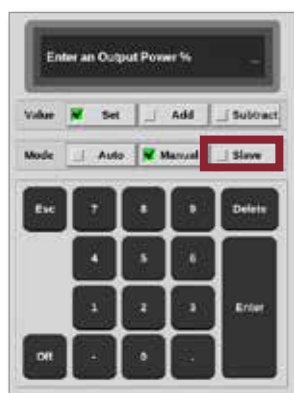 Enter an Output Power %
Value Set Add Subtract
Mode Auto Manual Slave
Esc 7 8 9 Delete
4 5 6
1 2 3 Enter
Off - 0 .